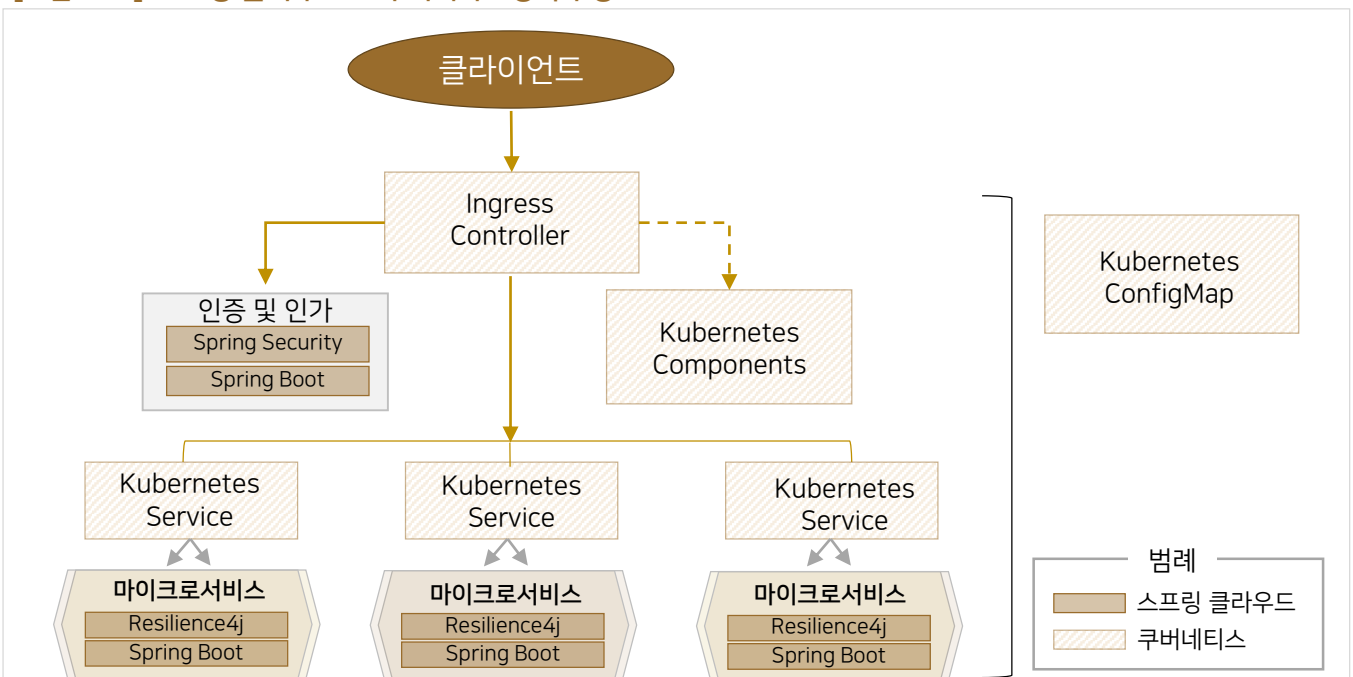 클라이언트
Ingress
Controller
Kubernetes
ConfigMap
인증 및 인가
Spring Security
Spring Boot
Kubernetes
Components
Kubernetes
Service
Kubernetes
Service
Kubernetes
Service
마이크로서비스
Resilience4j
Spring Boot
마이크로서비스
Resilience4j
Spring Boot
마이크로서비스
Resilience4j
Spring Boot
범례
스프링 클라우드
쿠버네티스